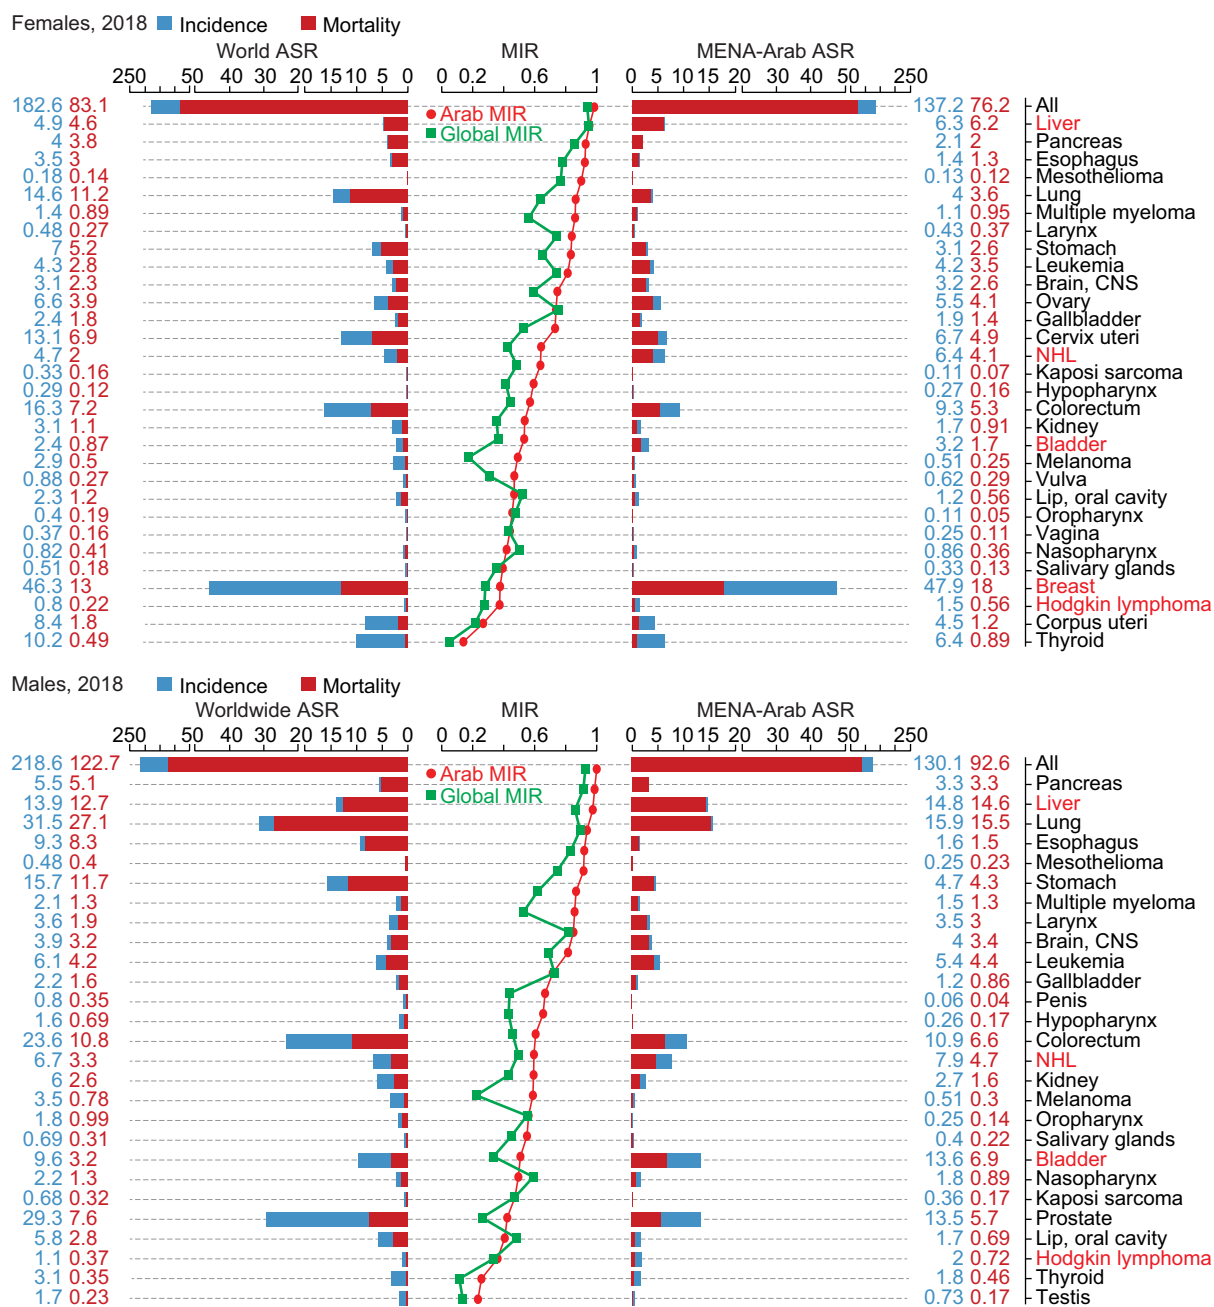 Females, 2018 Incidence Mortality
World ASR MIR MENA-Arab ASR
250 50 30 20 15 10 5 0 0 0.2 0.6 1 0 5 10 15 20 30 50 250
182.6 83.1 Arab MIR 137.2 76.2 All
4.9 4.6 Global MIR 6.3 6.2 Liver
4 3.8 2.1 2 Pancreas
3.5 3 1.4 1.3 Esophagus
0.18 0.14 0.13 0.12 Mesothelioma
14.6 11.2 4 3.6 Lung
1.4 0.89 1.1 0.95 Multiple myeloma
0.48 0.27 0.43 0.37 Larynx
7 5.2 3.1 2.6 Stomach
4.3 2.8 4.2 3.5 Leukemia
3.1 2.3 3.2 2.6 Brain, CNS
6.6 3.9 5.5 4.1 Ovary
2.4 1.8 1.9 1.4 Gallbladder
13.1 6.9 6.7 4.9 Cervix uteri
4.7 2 6.4 4.1 NHL
0.33 0.16 0.11 0.07 Kaposi sarcoma
0.29 0.12 0.27 0.16 Hypopharynx
16.3 7.2 9.3 5.3 Colorectum
3.1 1.1 1.7 0.91 Kidney
2.4 0.87 3.2 1.7 Bladder
2.9 0.5 0.51 0.25 Melanoma
0.88 0.27 0.62 0.29 Vulva
2.3 1.2 1.2 0.56 Lip, oral cavity
0.4 0.19 0.11 0.05 Oropharynx
0.37 0.16 0.25 0.11 Vagina
0.82 0.41 0.86 0.36 Nasopharynx
0.51 0.18 0.33 0.13 Salivary glands
46.3 13 47.9 18 Breast
0.8 0.22 1.5 0.56 Hodgkin lymphoma
8.4 1.8 4.5 1.2 Corpus uteri
10.2 0.49 6.4 0.89 Thyroid
Males, 2018 Incidence Mortality
Worldwide ASR MIR MENA-Arab ASR
250 50 30 20 15 10 5 0 0 0.2 0.6 1 0 5 10 15 20 30 50 250
218.6 122.7 Arab MIR 130.1 92.6 All
5.5 5.1 Global MIR 3.3 3.3 Pancreas
13.9 12.7 14.8 14.6 Liver
31.5 27.1 15.9 15.5 Lung
9.3 8.3 1.6 1.5 Esophagus
0.48 0.4 0.25 0.23 Mesothelioma
15.7 11.7 4.7 4.3 Stomach
2.1 1.3 1.5 1.3 Multiple myeloma
3.6 1.9 3.5 3 Larynx
3.9 3.2 4 3.4 Brain, CNS
6.1 4.2 5.4 4.4 Leukemia
2.2 1.6 1.2 0.86 Gallbladder
0.8 0.35 0.06 0.04 Penis
1.6 0.69 0.26 0.17 Hypopharynx
23.6 10.8 10.9 6.6 Colorectum
6.7 3.3 7.9 4.7 NHL
6 2.6 2.7 1.6 Kidney
3.5 0.78 0.51 0.3 Melanoma
1.8 0.99 0.25 0.14 Oropharynx
0.69 0.31 0.4 0.22 Salivary glands
9.6 3.2 13.6 6.9 Bladder
2.2 1.3 1.8 0.89 Nasopharynx
0.68 0.32 0.36 0.17 Kaposi sarcoma
29.3 7.6 13.5 5.7 Prostate
5.8 2.8 1.7 0.69 Lip, oral cavity
1.1 0.37 2 0.72 Hodgkin lymphoma
3.1 0.35 1.8 0.46 Thyroid
1.7 0.23 0.73 0.17 Testis